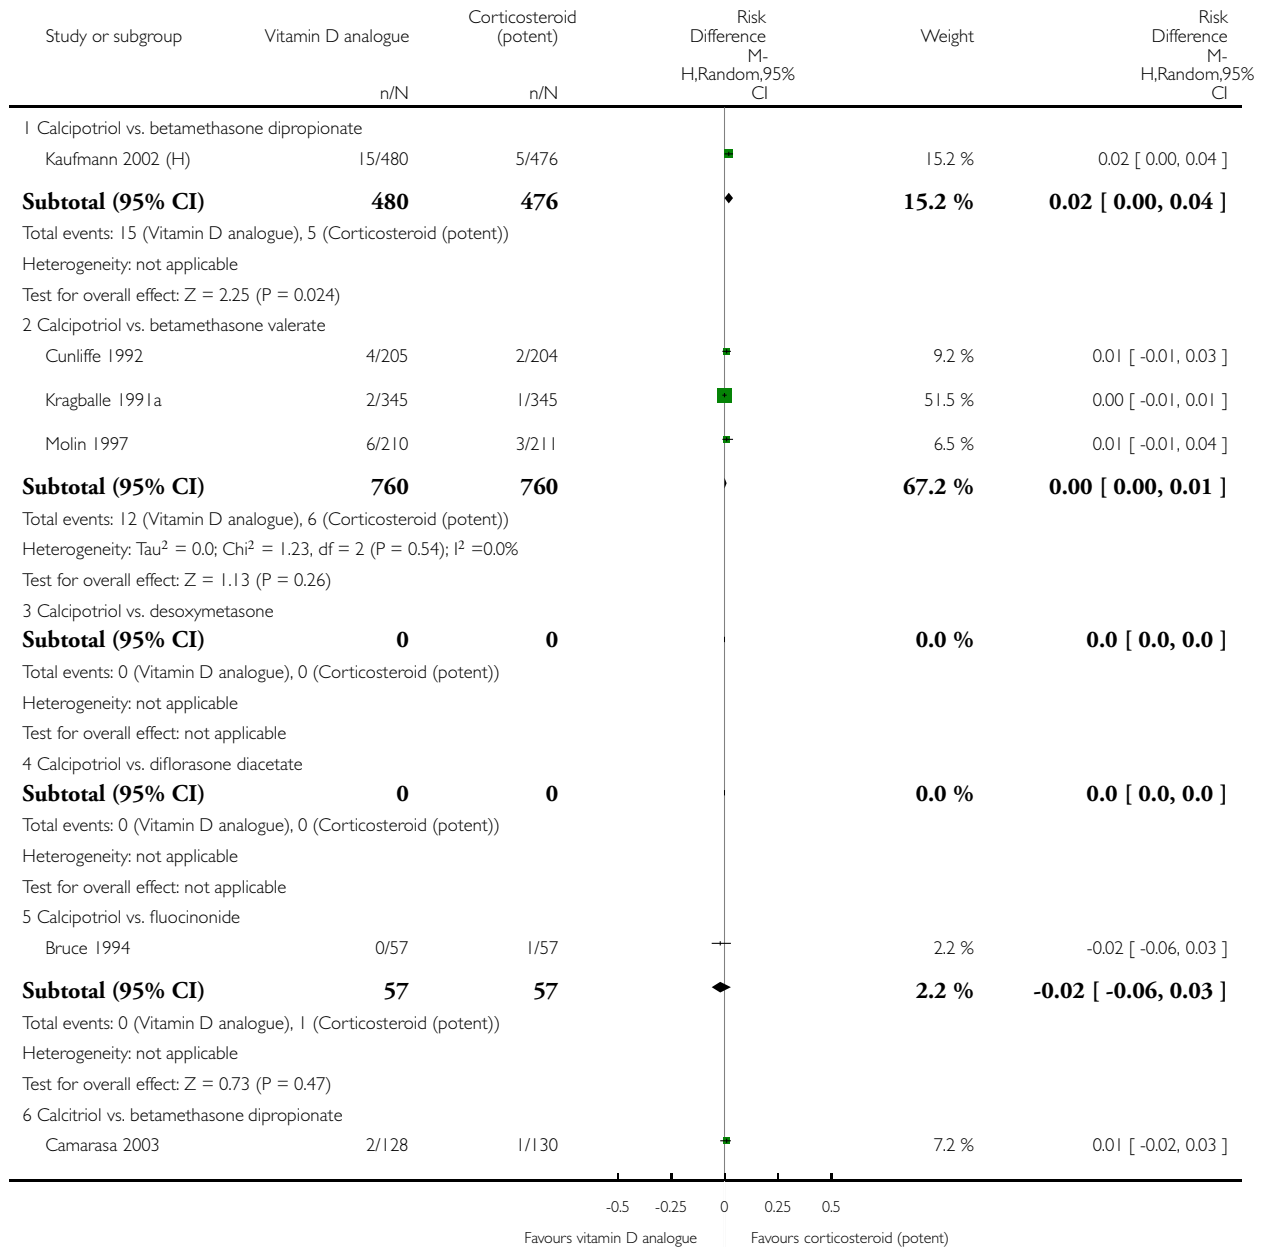 Study or subgroup Vitamin D analogue Corticosteroid (potent) Risk Difference Weight Risk Difference
M-H,Random,95% CI M-H,Random,95% CI
n/N n/N
1 Calcipotriol vs. betamethasone dipropionate
Kaufmann 2002 (H) 15/480 5/476 15.2 % 0.02 [ 0.00, 0.04 ]
Subtotal (95% CI) 480 476 15.2 % 0.02 [ 0.00, 0.04 ]
Total events: 15 (Vitamin D analogue), 5 (Corticosteroid (potent))
Heterogeneity: not applicable
Test for overall effect: Z = 2.25 (P = 0.024)
2 Calcipotriol vs. betamethasone valerate
Cunliffe 1992 4/205 2/204 9.2 % 0.01 [ -0.01, 0.03 ]
Kragballe 1991a 2/345 1/345 51.5 % 0.00 [ -0.01, 0.01 ]
Molin 1997 6/210 3/211 6.5 % 0.01 [ -0.01, 0.04 ]
Subtotal (95% CI) 760 760 67.2 % 0.00 [ 0.00, 0.01 ]
Total events: 12 (Vitamin D analogue), 6 (Corticosteroid (potent))
Heterogeneity: Tau² = 0.0; Chi² = 1.23, df = 2 (P = 0.54); I² =0.0%
Test for overall effect: Z = 1.13 (P = 0.26)
3 Calcipotriol vs. desoxymetasone
Subtotal (95% CI) 0 0 0.0 % 0.0 [ 0.0, 0.0 ]
Total events: 0 (Vitamin D analogue), 0 (Corticosteroid (potent))
Heterogeneity: not applicable
Test for overall effect: not applicable
4 Calcipotriol vs. diflorasone diacetate
Subtotal (95% CI) 0 0 0.0 % 0.0 [ 0.0, 0.0 ]
Total events: 0 (Vitamin D analogue), 0 (Corticosteroid (potent))
Heterogeneity: not applicable
Test for overall effect: not applicable
5 Calcipotriol vs. fluocinonide
Bruce 1994 0/57 1/57 2.2 % -0.02 [ -0.06, 0.03 ]
Subtotal (95% CI) 57 57 2.2 % -0.02 [ -0.06, 0.03 ]
Total events: 0 (Vitamin D analogue), 1 (Corticosteroid (potent))
Heterogeneity: not applicable
Test for overall effect: Z = 0.73 (P = 0.47)
6 Calcitriol vs. betamethasone dipropionate
Camarasa 2003 2/128 1/130 7.2 % 0.01 [ -0.02, 0.03 ]
-0.5 -0.25 0 0.25 0.5
Favours vitamin D analogue Favours corticosteroid (potent)